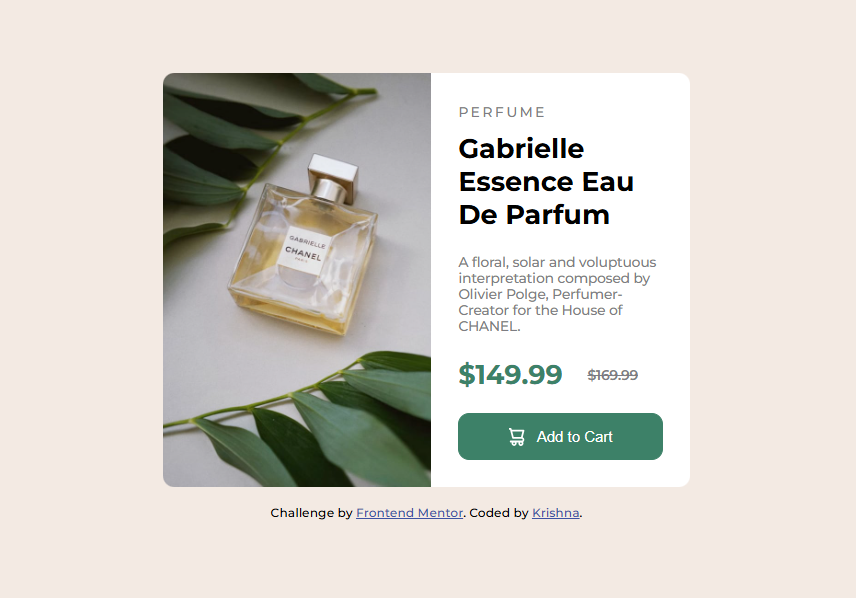 GABRIELLE
CHANEL
PARIS
PERFUME
Gabrielle
Essence Eau
De Parfum
A floral, solar and voluptuous
interpretation composed by
Olivier Polge, Perfumer-
Creator for the House of
CHANEL.
$149.99 $169.99
Add to Cart
Challenge by Frontend Mentor. Coded by Krishna.